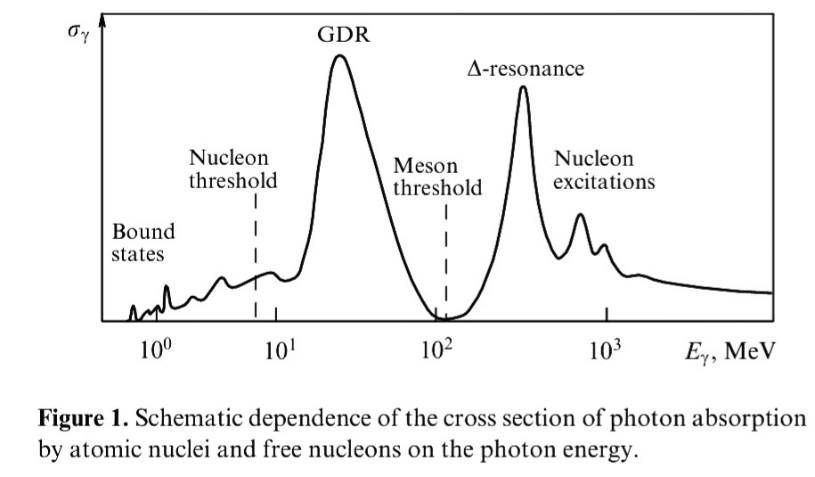 σγ
GDR
Δ-resonance
Nucleon
threshold
Meson
threshold
Nucleon
excitations
Bound
states
10⁰ 10¹ 10² 10³ Eγ, MeV
Figure 1. Schematic dependence of the cross section of photon absorption
by atomic nuclei and free nucleons on the photon energy.